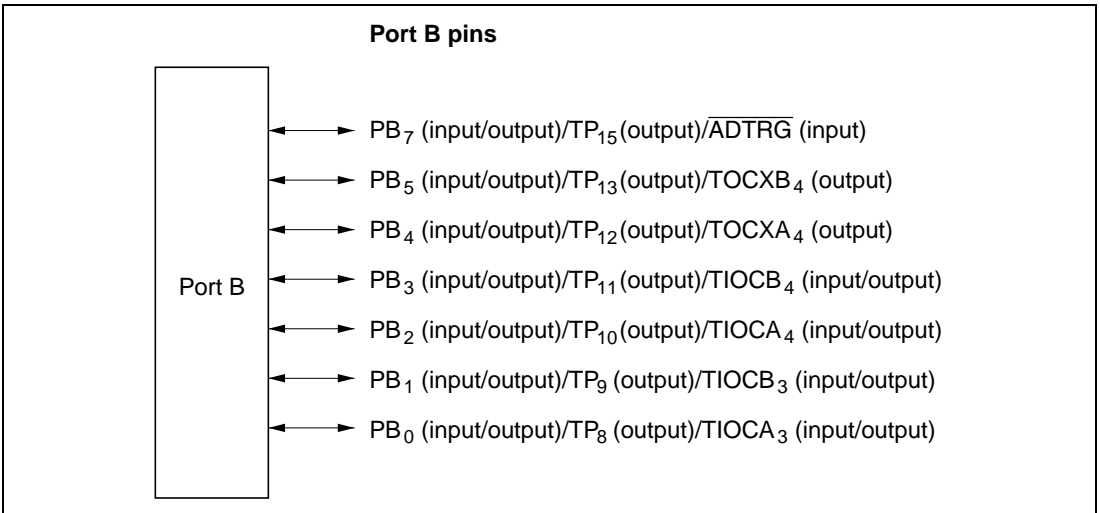 Port B pins
PB7 (input/output)/TP15(output)/A̅D̅T̅R̅G̅ (input)
PB5 (input/output)/TP13(output)/TOCXB4 (output)
PB4 (input/output)/TP12(output)/TOCXA4 (output)
Port B
PB3 (input/output)/TP11(output)/TIOCB4 (input/output)
PB2 (input/output)/TP10(output)/TIOCA4 (input/output)
PB1 (input/output)/TP9 (output)/TIOCB3 (input/output)
PB0 (input/output)/TP8 (output)/TIOCA3 (input/output)